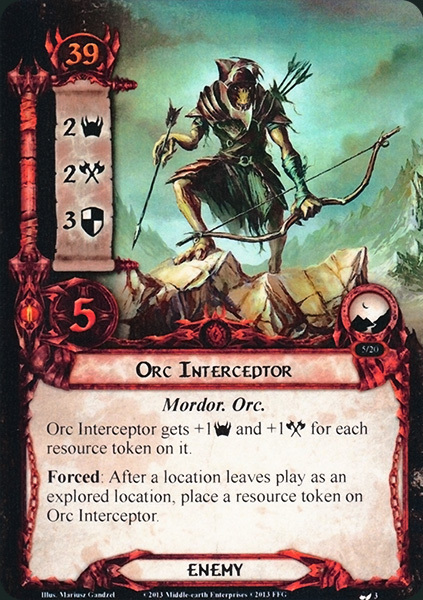 39
2
2
3
5
5/20
Orc Interceptor
Mordor. Orc.
Orc Interceptor gets +1 and +1 for each
resource token on it.
Forced: After a location leaves play as an
explored location, place a resource token on
Orc Interceptor.
ENEMY
Illus. Mariusz Gandzel
©2013 Middle-earth Enterprises ©2013 FFG
3